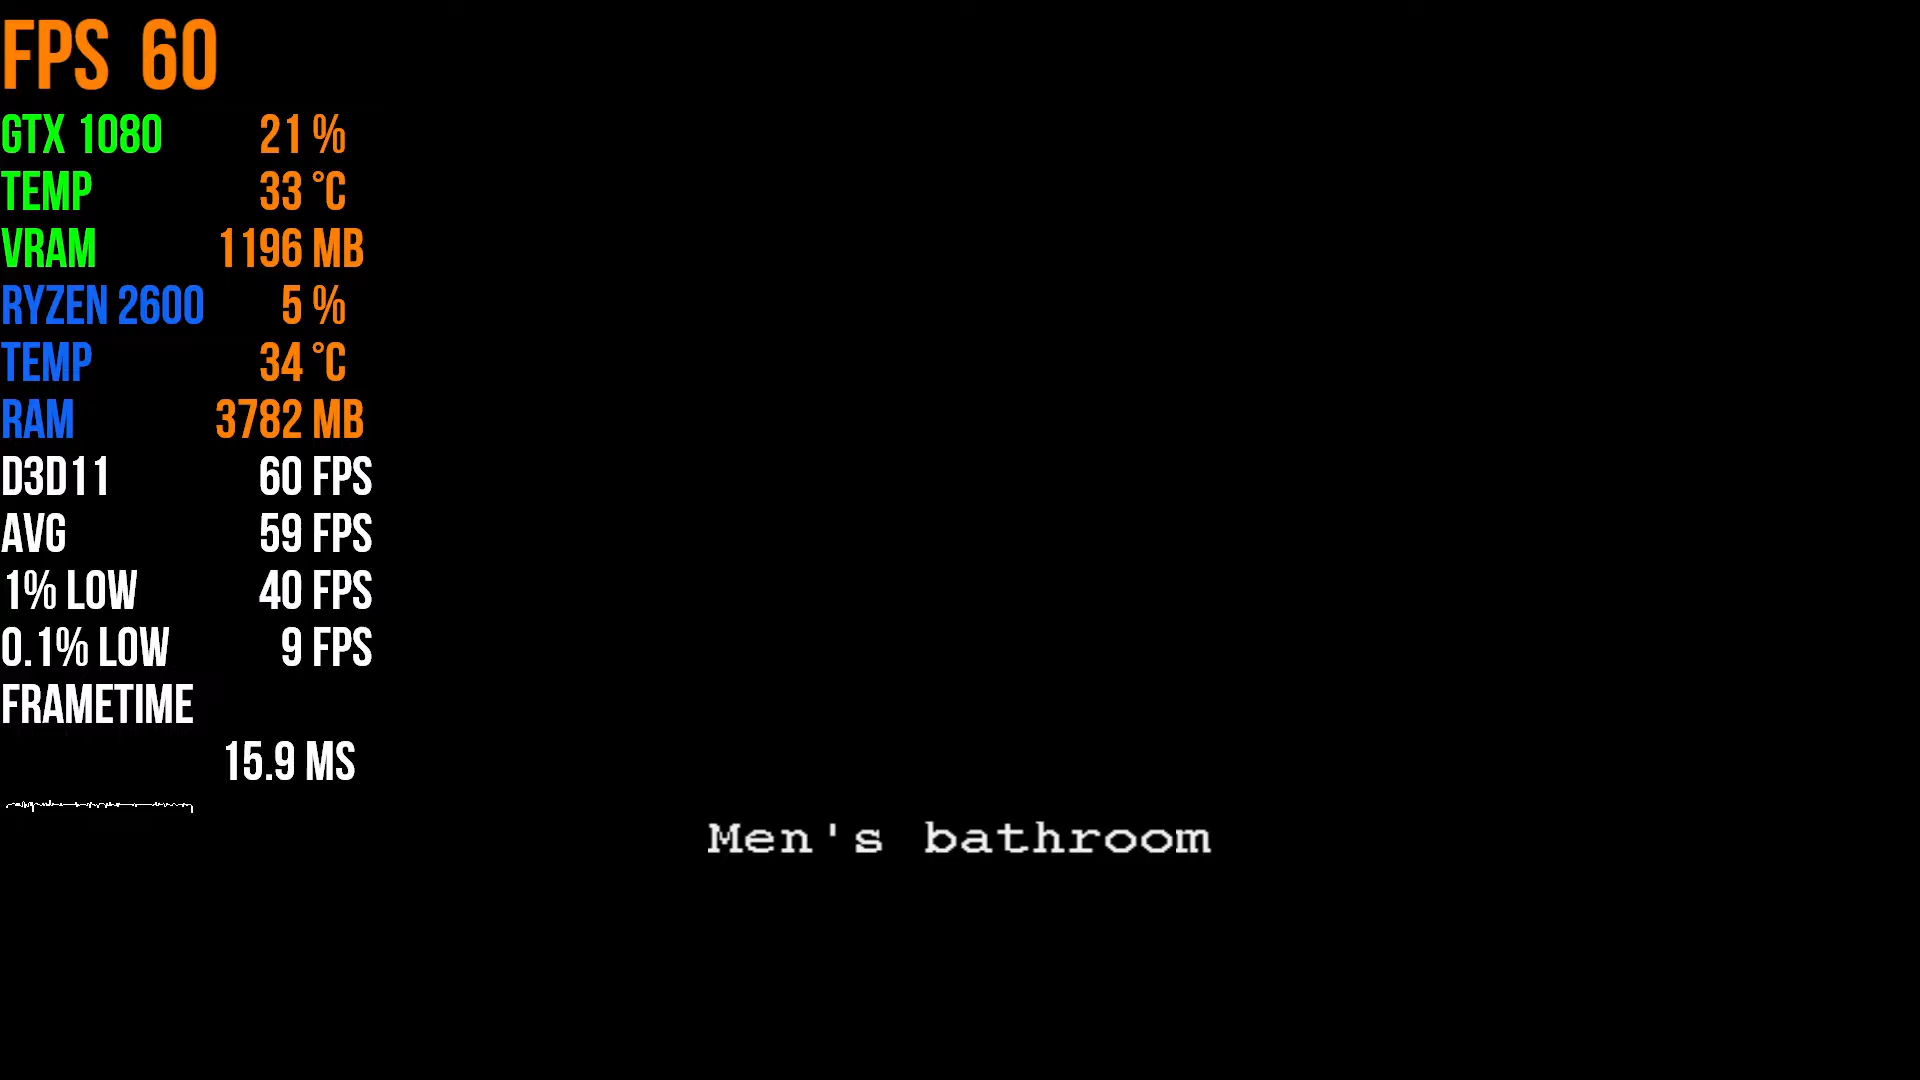 FPS 60
GTX 1080 21 %
TEMP 33 °C
VRAM 1196 MB
RYZEN 2600 5 %
TEMP 34 °C
RAM 3782 MB
D3D11 60 FPS
AVG 59 FPS
1% LOW 40 FPS
0.1% LOW 9 FPS
FRAMETIME
15.9 MS
Men's bathroom